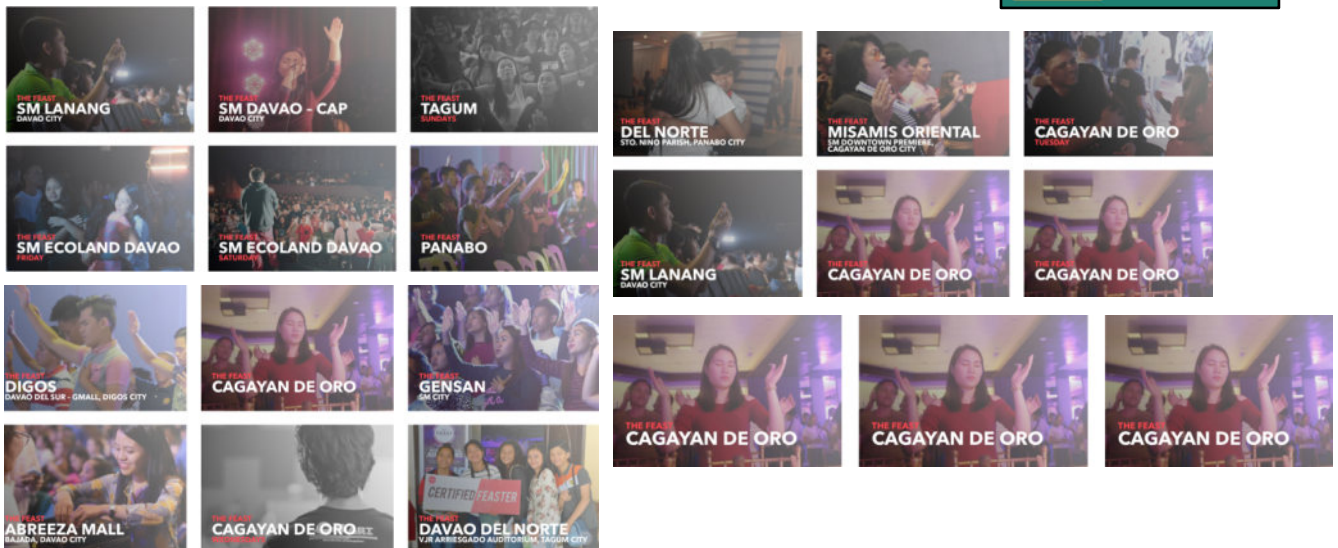 THE FEAST
SM LANANG
DAVAO CITY
THE FEAST
SM DAVAO - CAP
DAVAO CITY
THE FEAST
TAGUM
SUNDAYS
THE FEAST
SM ECOLAND DAVAO
FRIDAY
THE FEAST
SM ECOLAND DAVAO
SATURDAY
THE FEAST
PANABO
THE FEAST
DIGOS
DAVAO DEL SUR - GMALL, DIGOS CITY
THE FEAST
CAGAYAN DE ORO
THE FEAST
GENSAN
SM CITY
THE FEAST
ABREEZA MALL
BAJADA, DAVAO CITY
THE FEAST
CAGAYAN DE ORO
CERTIFIED FEASTER
THE FEAST
DAVAO DEL NORTE
VJR ARRIESGADO AUDITORIUM, TAGUM CITY
THE FEAST
DEL NORTE
STO. NINO PARISH, PANABO CITY
THE FEAST
MISAMIS ORIENTAL
SM DOWNTOWN PREMIERE,
CAGAYAN DE ORO CITY
THE FEAST
CAGAYAN DE ORO
TUESDAY
THE FEAST
SM LANANG
DAVAO CITY
THE FEAST
CAGAYAN DE ORO
THE FEAST
CAGAYAN DE ORO
THE FEAST
CAGAYAN DE ORO
THE FEAST
CAGAYAN DE ORO
THE FEAST
CAGAYAN DE ORO